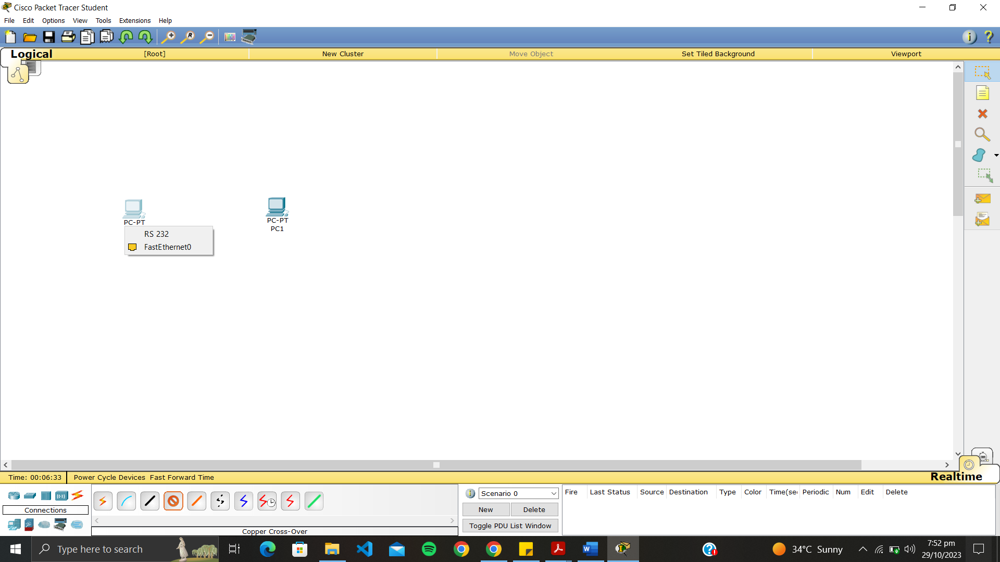 Cisco Packet Tracer Student
File Edit Options View Tools Extensions Help
Logical [Root] New Cluster Move Object Set Tiled Background Viewport
PC-PT
PC-PT
PC1
RS 232
FastEthernet0
Time: 00:06:33 Power Cycle Devices Fast Forward Time
Realtime
Connections
Copper Cross-Over
Scenario 0
New Delete
Toggle PDU List Window
Fire Last Status Source Destination Type Color Time(sec Periodic Num Edit Delete
Type here to search
34°C Sunny
7:52 pm
29/10/2023